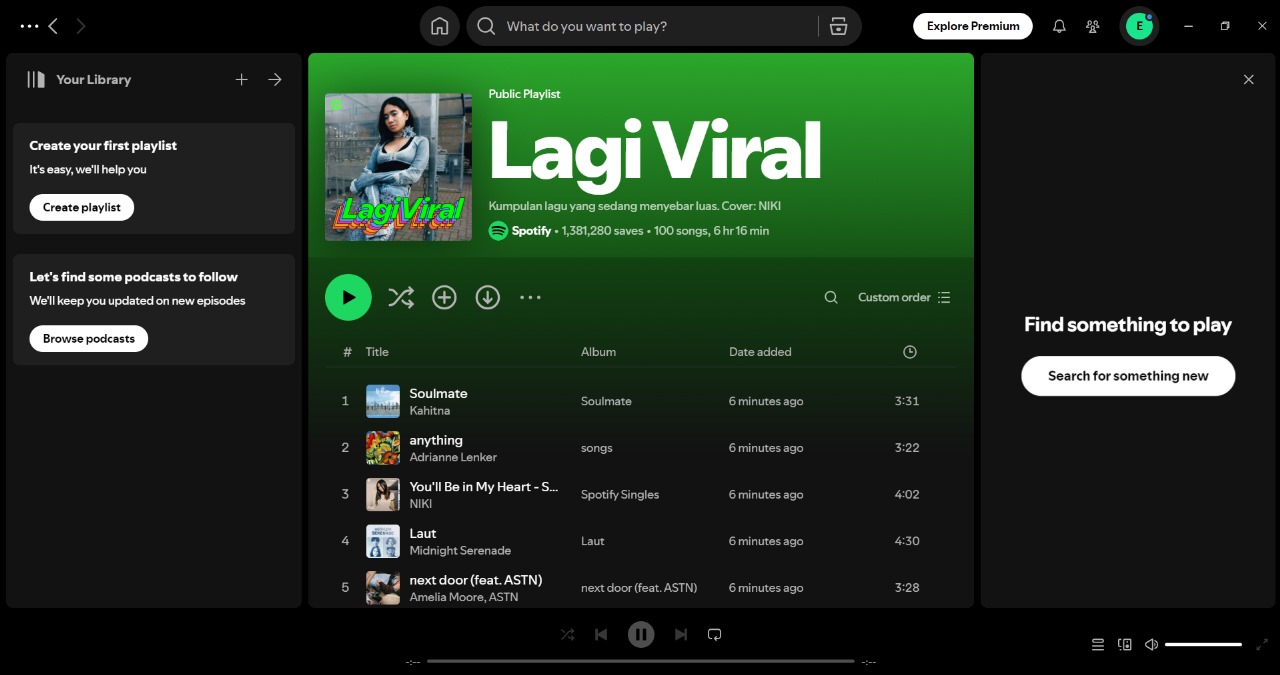 What do you want to play?
Explore Premium
E
Your Library
Create your first playlist
It's easy, we'll help you
Create playlist
Let's find some podcasts to follow
We'll keep you updated on new episodes
Browse podcasts
LagiViral
Public Playlist
Lagi Viral
Kumpulan lagu yang sedang menyebar luas. Cover: NIKI
Spotify • 1,381,280 saves • 100 songs, 6 hr 16 min
Custom order
# Title Album Date added
1 Soulmate Soulmate 6 minutes ago 3:31
Kahitna
2 anything songs 6 minutes ago 3:22
Adrianne Lenker
3 You'll Be in My Heart - S... Spotify Singles 6 minutes ago 4:02
NIKI
4 Laut Laut 6 minutes ago 4:30
Midnight Serenade
5 next door (feat. ASTN) next door (feat. ASTN) 6 minutes ago 3:28
Amelia Moore, ASTN
Find something to play
Search for something new
-:-- -:--